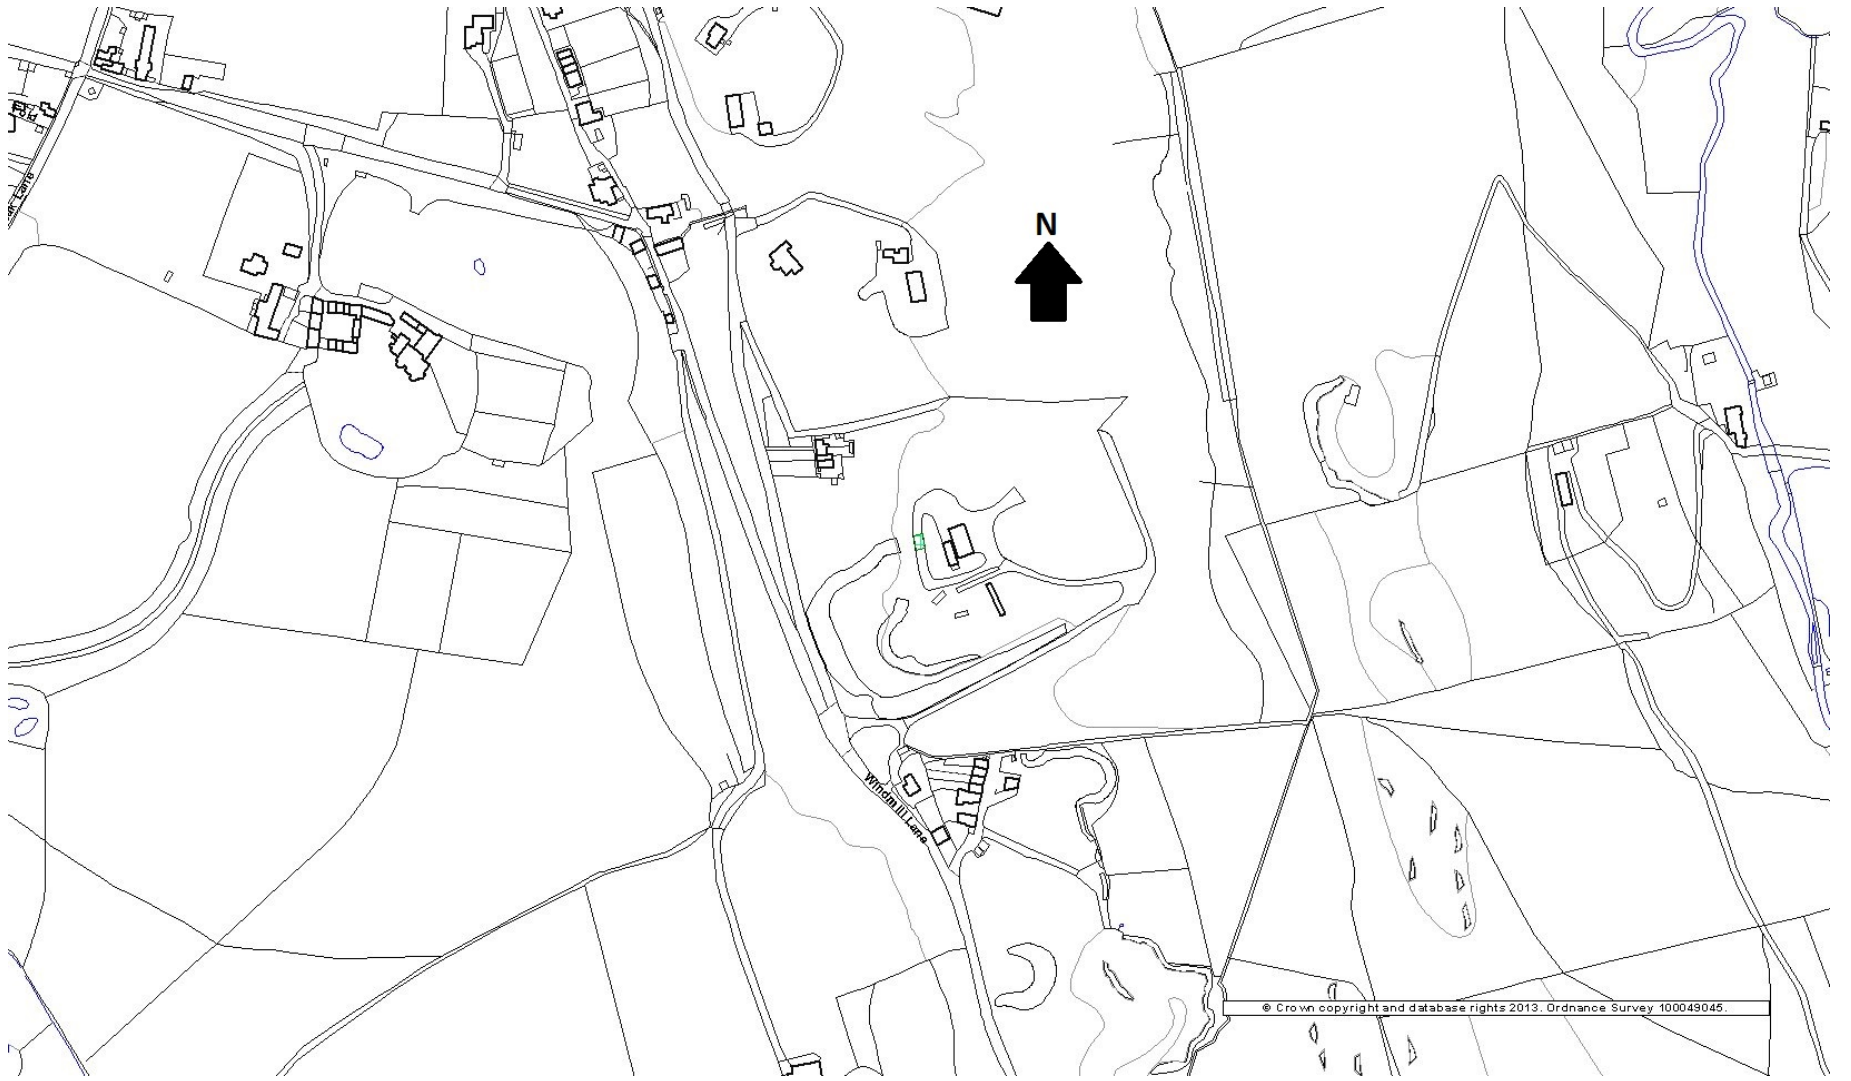 N
Windmill Lane
© Crown copyright and database rights 2013. Ordnance Survey 100049045.